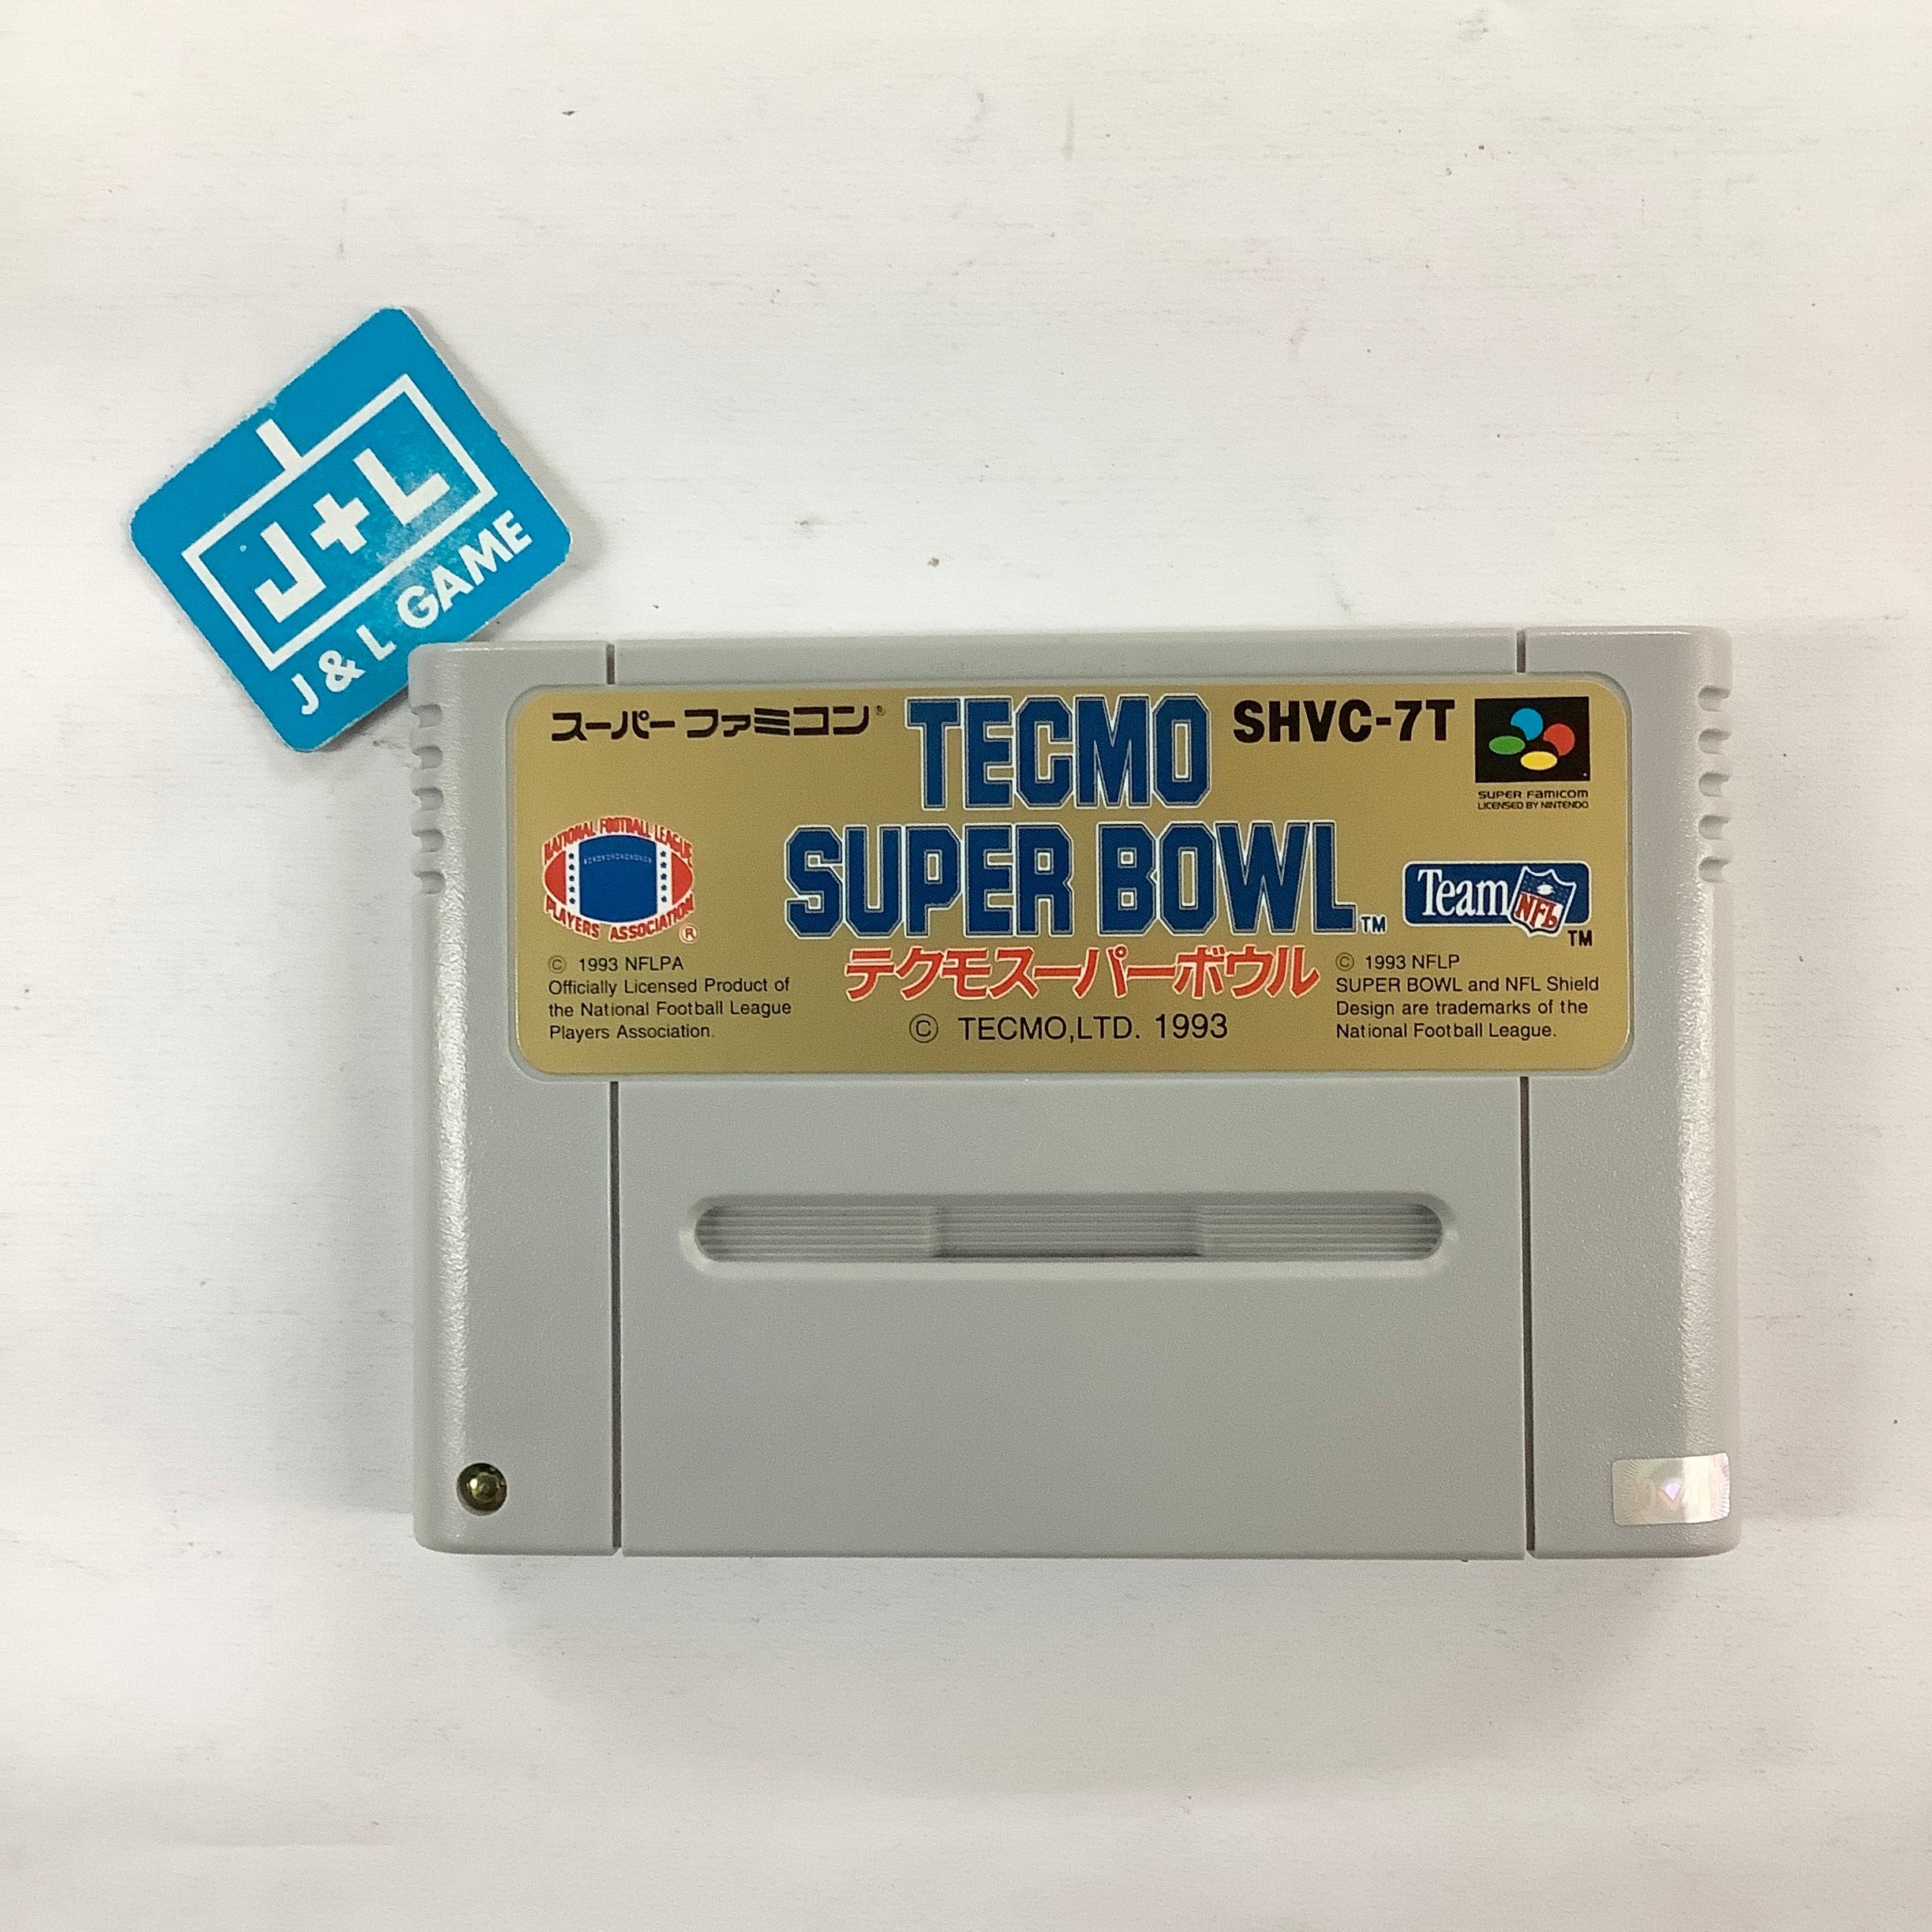 J+L
J & L GAME
スーパーファミコン®
TECMO
SUPER BOWL™
テクモスーパーボウル
© TECMO,LTD. 1993
SHVC-7T
SUPER FAMICOM
LICENSED BY NINTENDO
NATIONAL FOOTBALL LEAGUE
PLAYERS ASSOCIATION ®
© 1993 NFLPA
Officially Licensed Product of
the National Football League
Players Association.
Team NFL ™
© 1993 NFLP
SUPER BOWL and NFL Shield
Design are trademarks of the
National Football League.